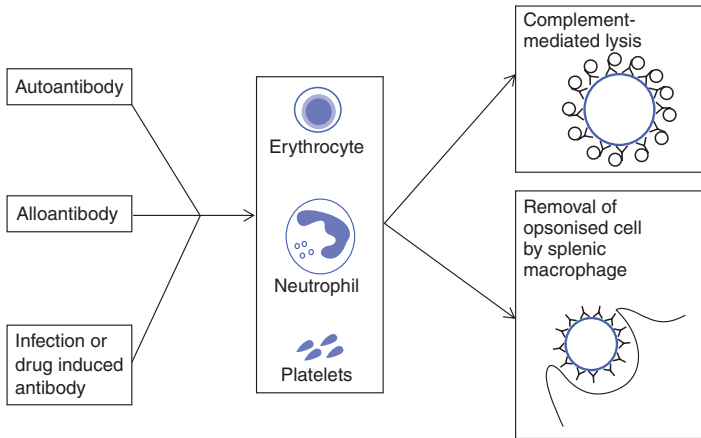 Autoantibody
Alloantibody
Infection or
drug induced
antibody
Erythrocyte
Neutrophil
Platelets
Complement-
mediated lysis
Removal of
opsonised cell
by splenic
macrophage